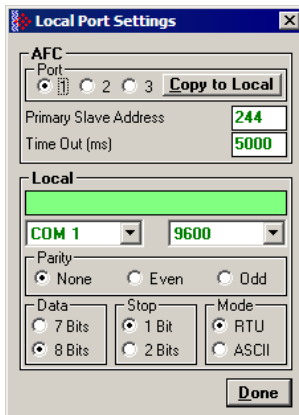 Local Port Settings
AFC
Port
1 2 3 Copy to Local
Primary Slave Address 244
Time Out (ms) 5000
Local
COM 1 9600
Parity
None Even Odd
Data Stop Mode
7 Bits 1 Bit RTU
8 Bits 2 Bits ASCII
Done